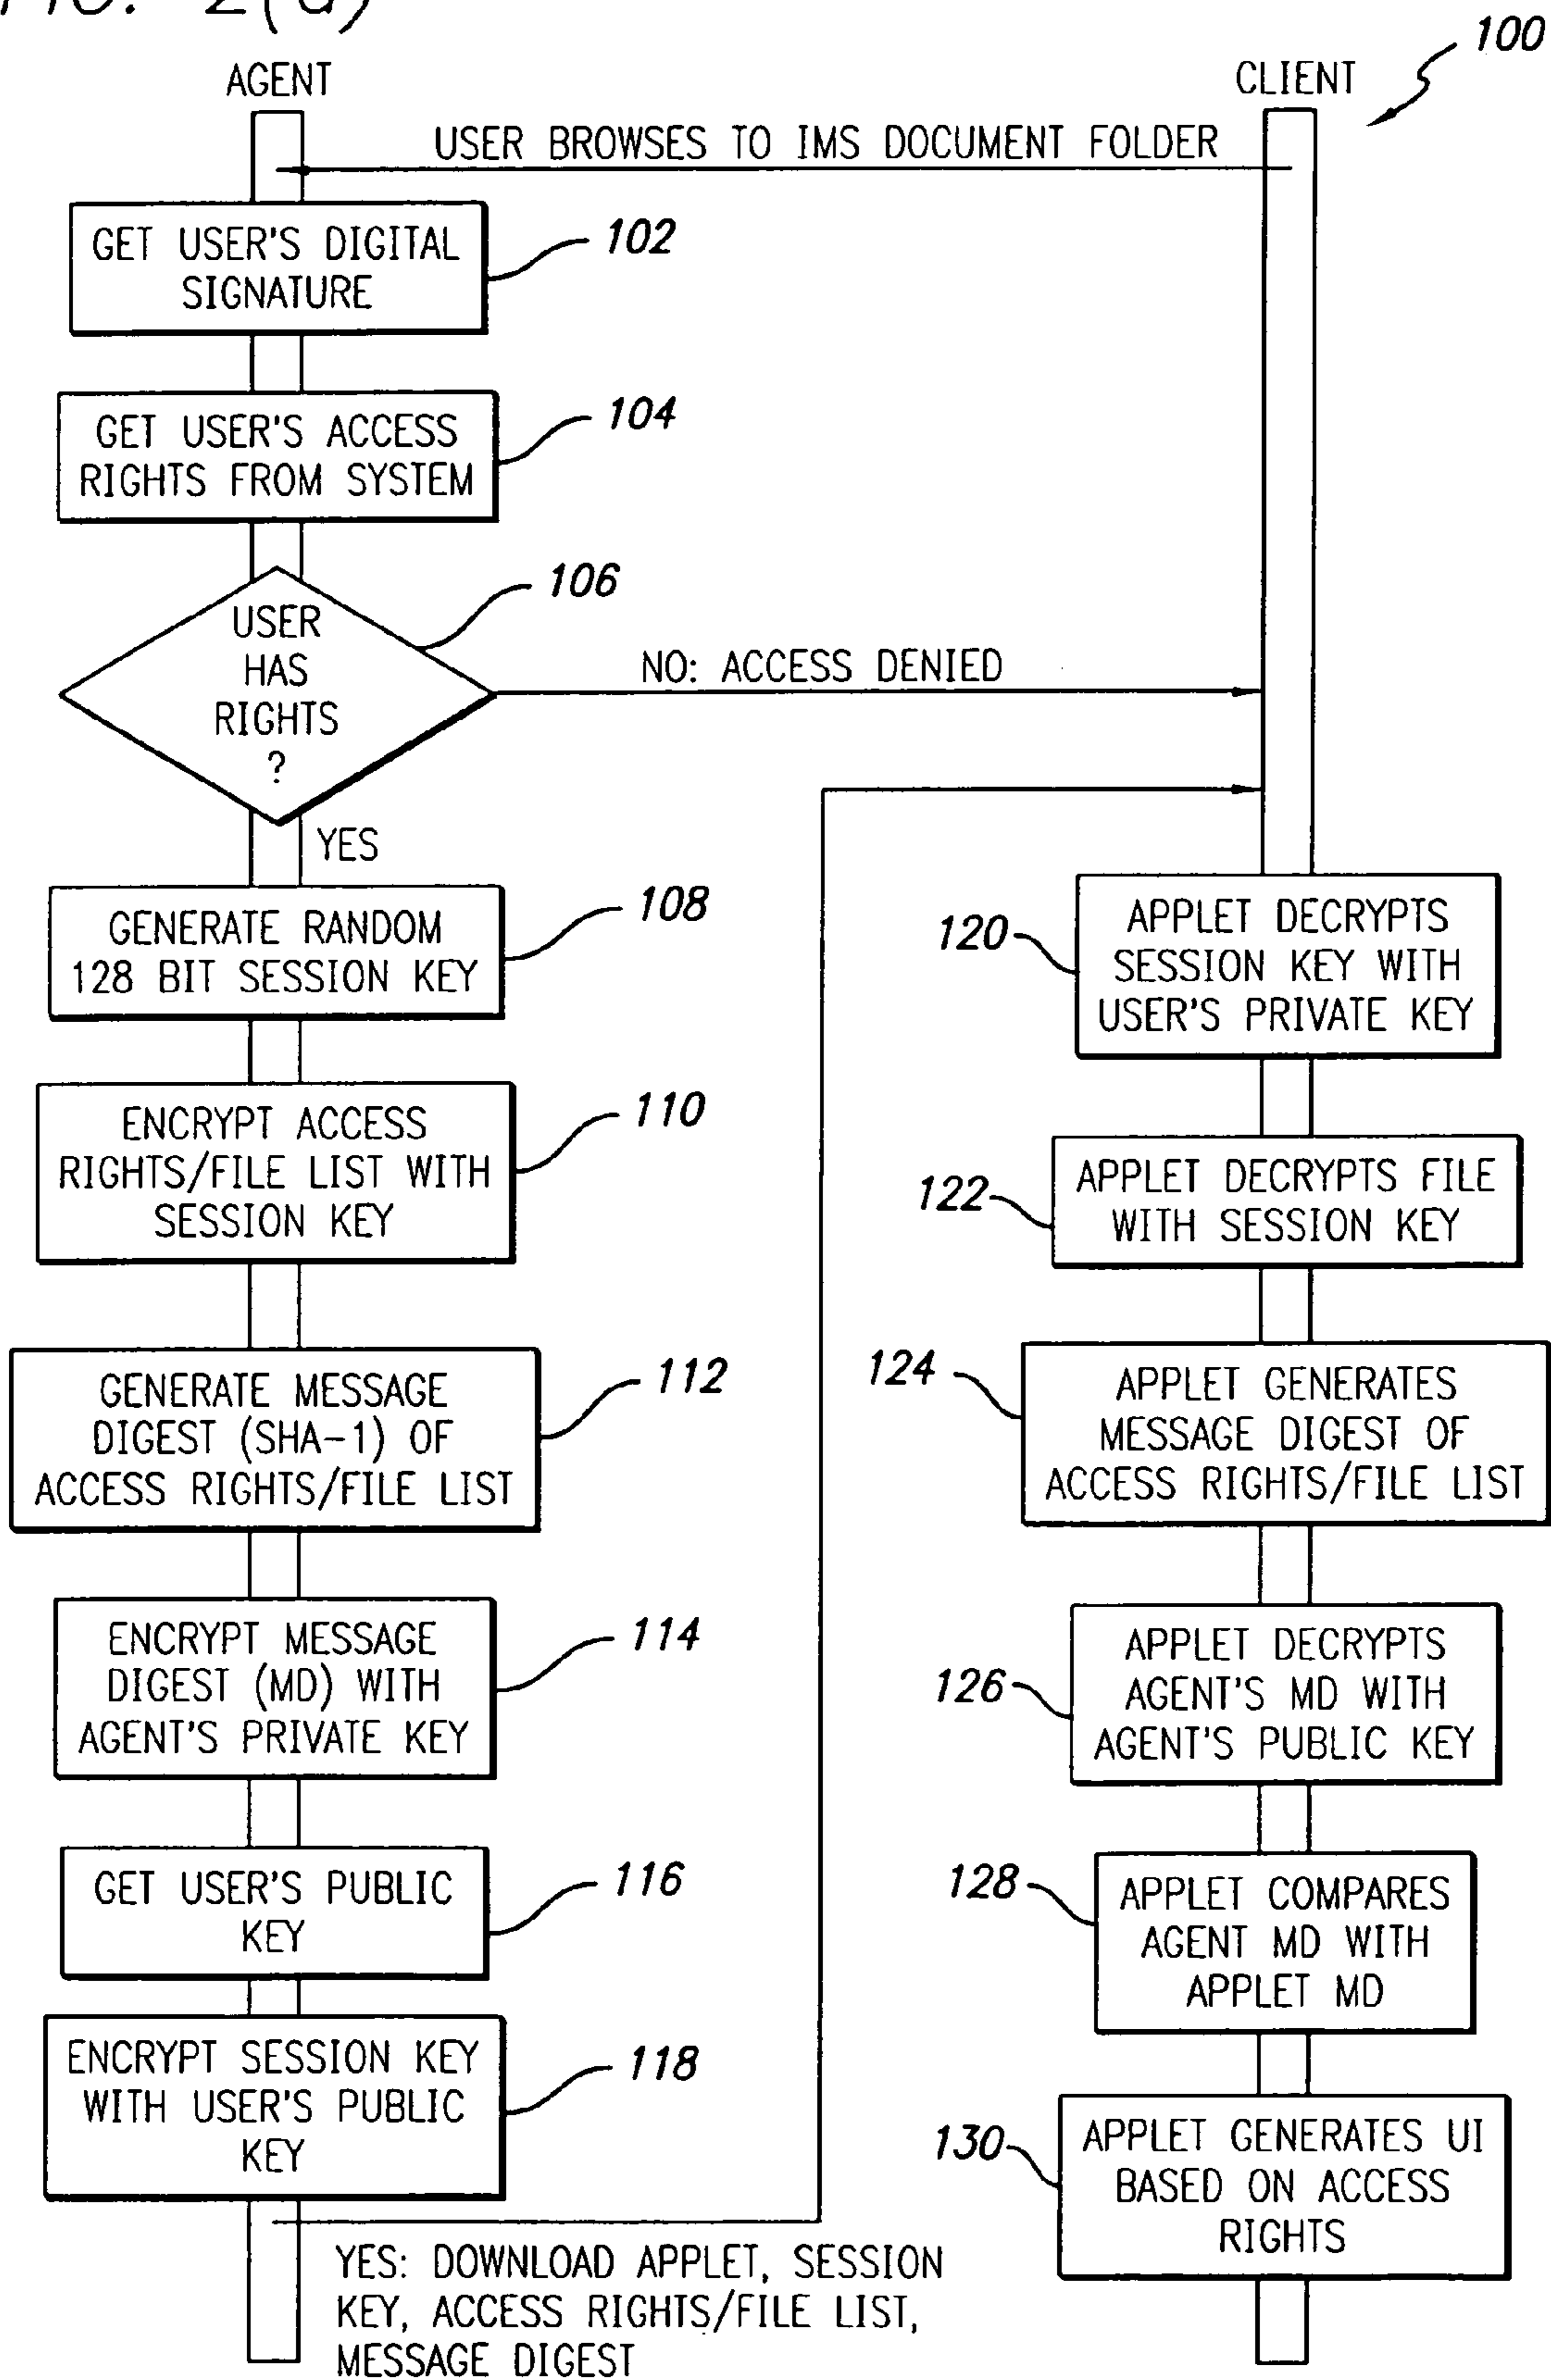 FIG. 2(a)
100
AGENT
CLIENT
USER BROWSES TO IMS DOCUMENT FOLDER
GET USER'S DIGITAL
SIGNATURE
102
GET USER'S ACCESS
RIGHTS FROM SYSTEM
104
USER
HAS
RIGHTS
?
106
NO: ACCESS DENIED
YES
GENERATE RANDOM
128 BIT SESSION KEY
108
ENCRYPT ACCESS
RIGHTS/FILE LIST WITH
SESSION KEY
110
GENERATE MESSAGE
DIGEST (SHA-1) OF
ACCESS RIGHTS/FILE LIST
112
ENCRYPT MESSAGE
DIGEST (MD) WITH
AGENT'S PRIVATE KEY
114
GET USER'S PUBLIC
KEY
116
ENCRYPT SESSION KEY
WITH USER'S PUBLIC
KEY
118
YES: DOWNLOAD APPLET, SESSION
KEY, ACCESS RIGHTS/FILE LIST,
MESSAGE DIGEST
120
APPLET DECRYPTS
SESSION KEY WITH
USER'S PRIVATE KEY
122
APPLET DECRYPTS FILE
WITH SESSION KEY
124
APPLET GENERATES
MESSAGE DIGEST OF
ACCESS RIGHTS/FILE LIST
126
APPLET DECRYPTS
AGENT'S MD WITH
AGENT'S PUBLIC KEY
128
APPLET COMPARES
AGENT MD WITH
APPLET MD
130
APPLET GENERATES UI
BASED ON ACCESS
RIGHTS